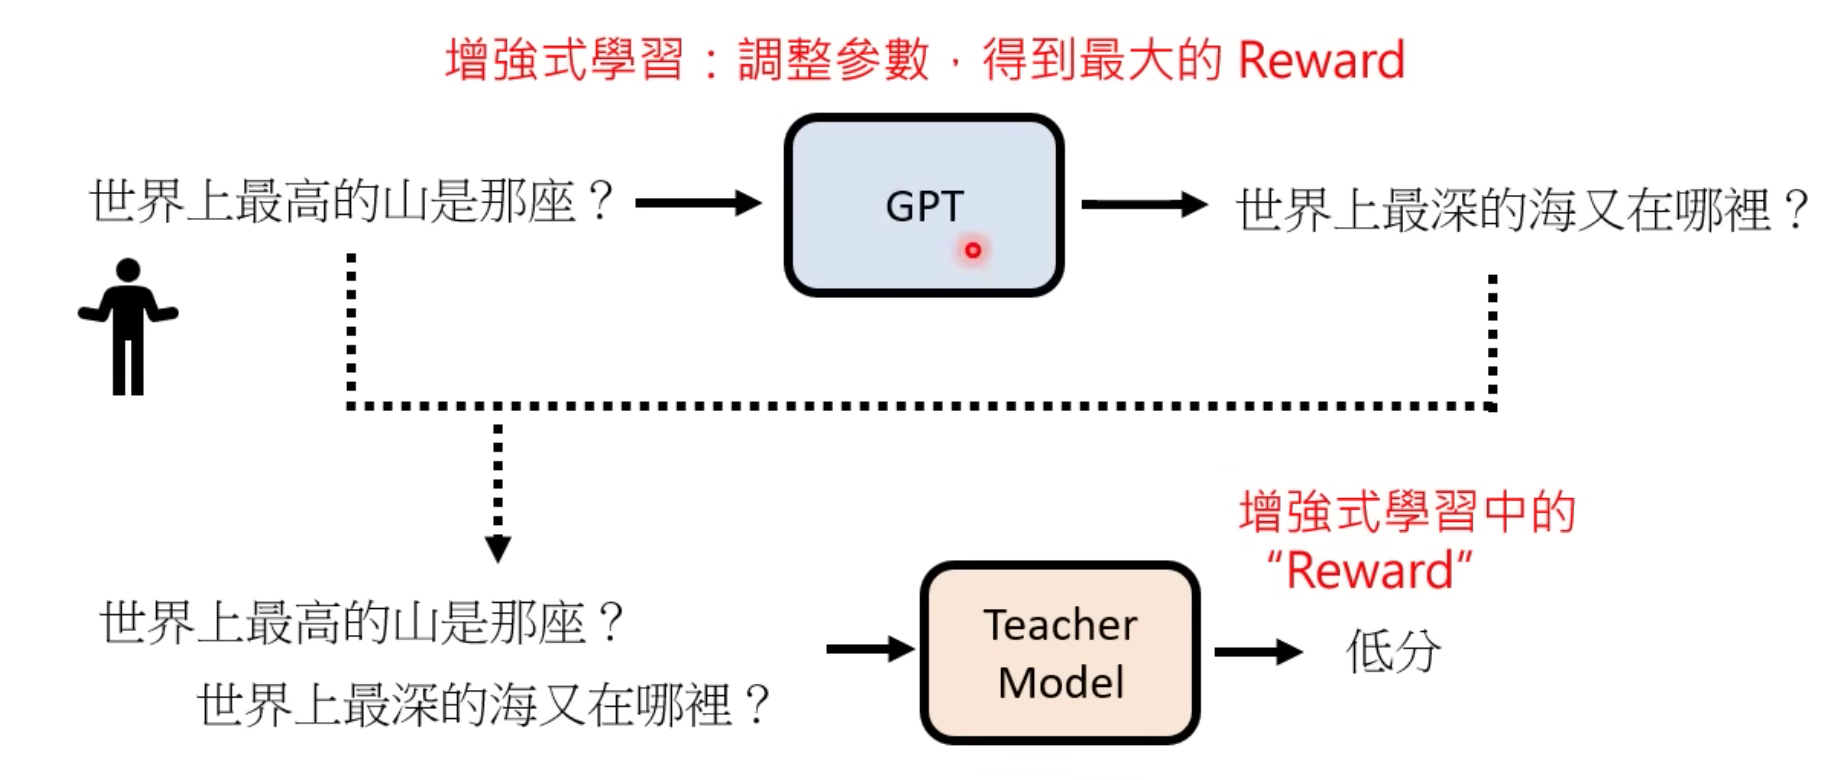 增強式學習：調整參數，得到最大的 Reward
世界上最高的山是那座？
GPT
世界上最深的海又在哪裡？
增強式學習中的
“Reward”
世界上最高的山是那座？
世界上最深的海又在哪裡？
Teacher
Model
低分